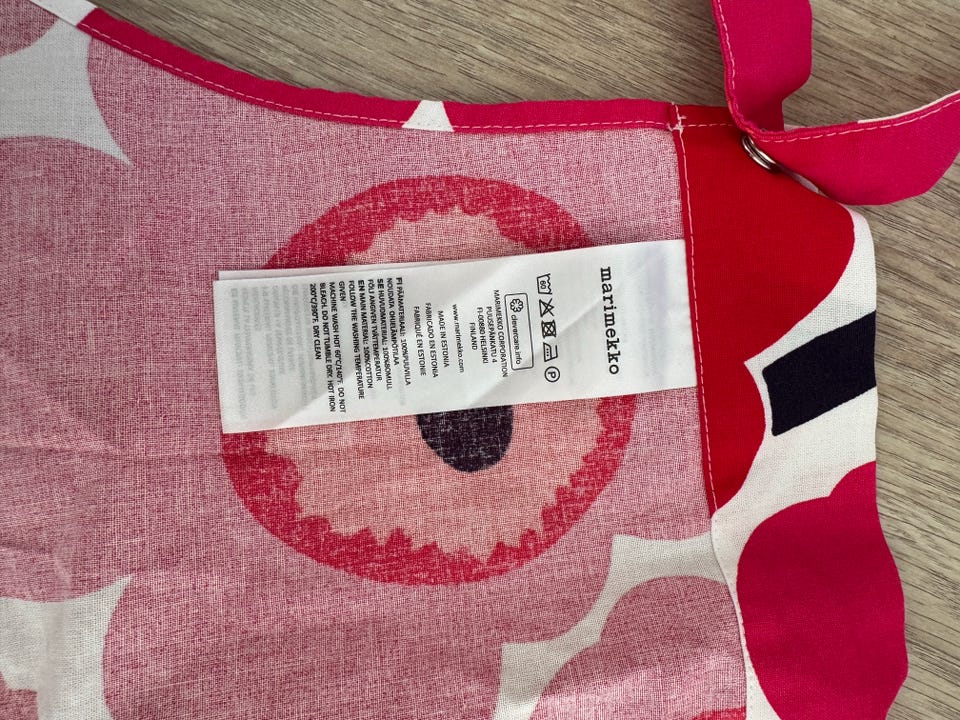 marimekko
60
P
clevercare.info
MARIMEKKO CORPORATION
PUUSEPÄNKATU 4
FI-00880 HELSINKI
FINLAND
www.marimekko.com
MADE IN ESTONIA
FABRICADO EN ESTONIA
FABRIQUÉ EN ESTONIE
FI PÄÄMATERIAALI: 100%PUUVILLA
NOUDATA OHJELÄMPÖTILAA
SE HUVUDMATERIAL: 100%BOMULL
FÖLJ ANGIVEN TVÄTTEMPERATUR
EN MAIN MATERIAL: 100%COTTON
FOLLOW THE WASHING TEMPERATURE
GIVEN
MACHINE WASH HOT 60°C/140°F. DO NOT
BLEACH. DO NOT TUMBLE DRY. HOT IRON
200°C/390°F. DRY CLEAN